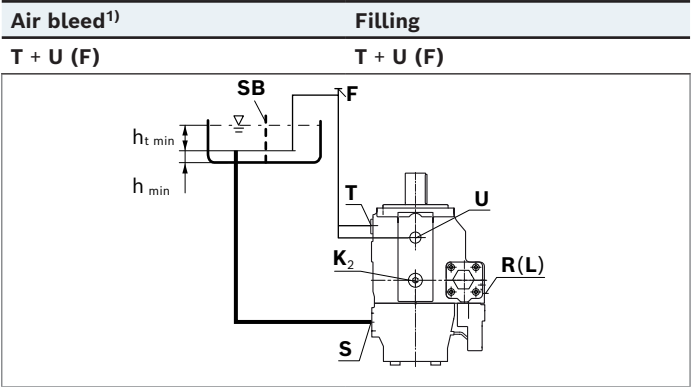 Air bleed¹⁾ Filling
T + U (F) T + U (F)
SB
F
hₜ ₘᵢₙ
h ₘᵢₙ
T
U
K₂
R(L)
S